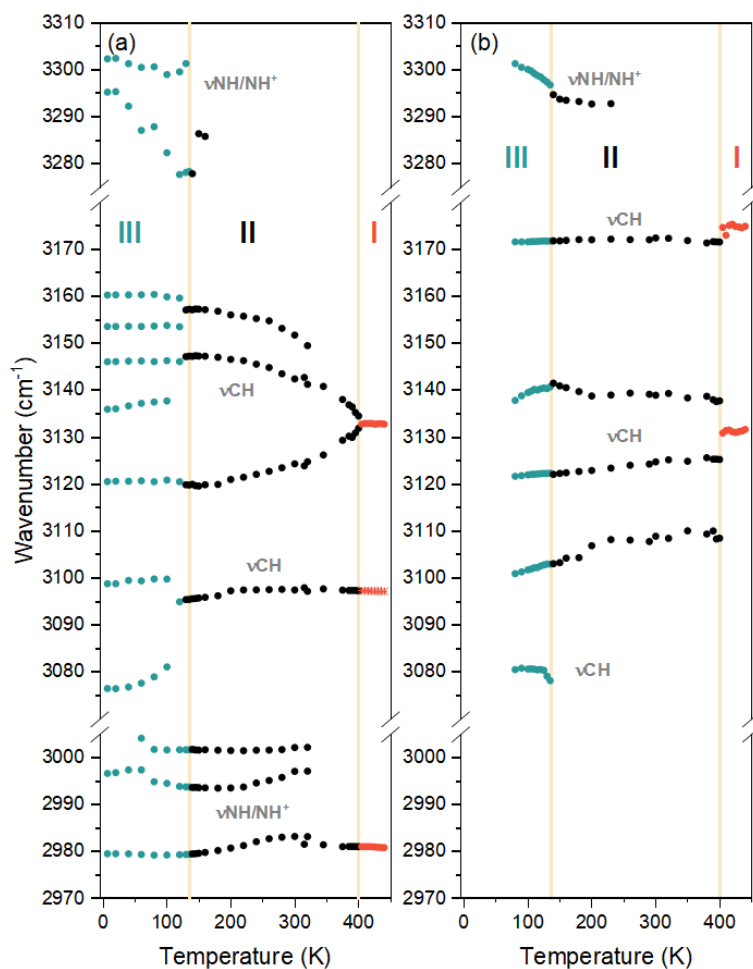 3310
(a)
(b)
3300
νNH/NH⁺
νNH/NH⁺
3290
3280
III
II
I
III
II
I
νCH
3170
3160
3150
3140
νCH
3130
νCH
3120
3110
νCH
3100
3090
3080
νCH
3000
2990
νNH/NH⁺
2980
2970
Wavenumber (cm⁻¹)
0 100 200 300 400
0 100 200 300 400
Temperature (K)
Temperature (K)